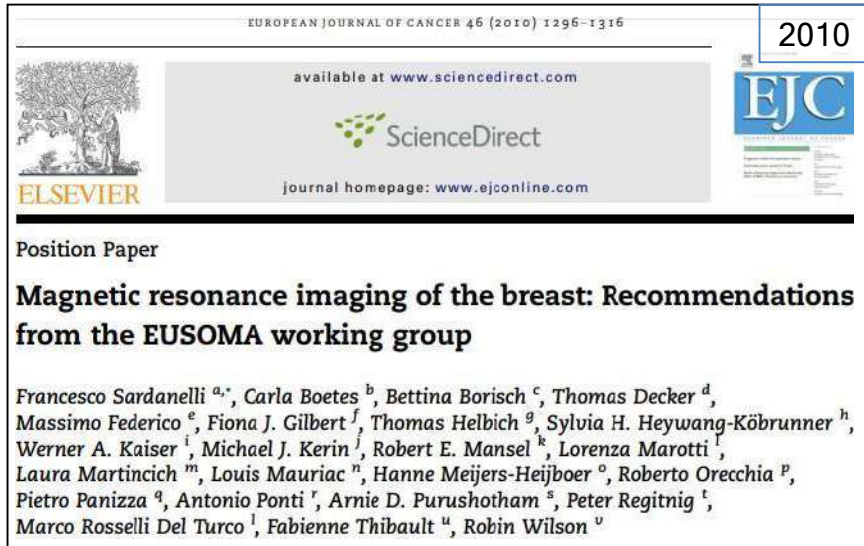 EUROPEAN JOURNAL OF CANCER 46 (2010) 1296–1316
2010
available at www.sciencedirect.com
ScienceDirect
journal homepage: www.ejconline.com
ELSEVIER
EJC
Position Paper
Magnetic resonance imaging of the breast: Recommendations
from the EUSOMA working group
Francesco Sardanelli a,*, Carla Boetes b, Bettina Borisch c, Thomas Decker d,
Massimo Federico e, Fiona J. Gilbert f, Thomas Helbich g, Sylvia H. Heywang-Köbrunner h,
Werner A. Kaiser i, Michael J. Kerin j, Robert E. Mansel k, Lorenza Marotti l,
Laura Martincich m, Louis Mauriac n, Hanne Meijers-Heijboer o, Roberto Orecchia p,
Pietro Panizza q, Antonio Ponti r, Arnie D. Purushotham s, Peter Regitnig t,
Marco Rosselli Del Turco l, Fabienne Thibault u, Robin Wilson v